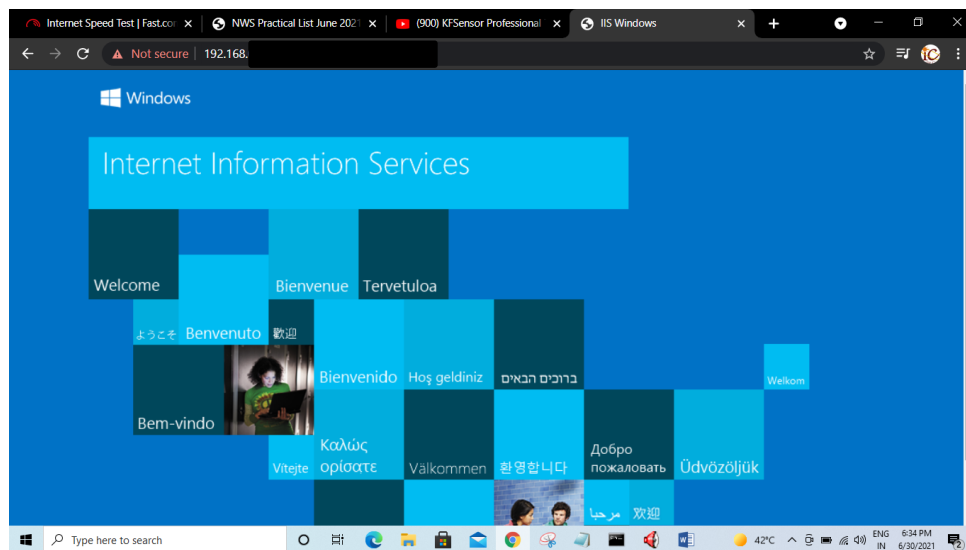 Internet Speed Test | Fast.cor
NWS Practical List June 2021
(900) KFSensor Professional
IIS Windows
Not secure | 192.168.
Windows
Internet Information Services
Welcome
Bienvenue
Tervetuloa
ようこそ
Benvenuto
歡迎
Bienvenido
Hoş geldiniz
ברוכים הבאים
Welkom
Bem-vindo
Vítejte
Καλώς
ορίσατε
Välkommen
환영합니다
Добро
пожаловать
Üdvözöljük
مرحبا
欢迎
Type here to search
42°C
ENG
IN
6:34 PM
6/30/2021
2